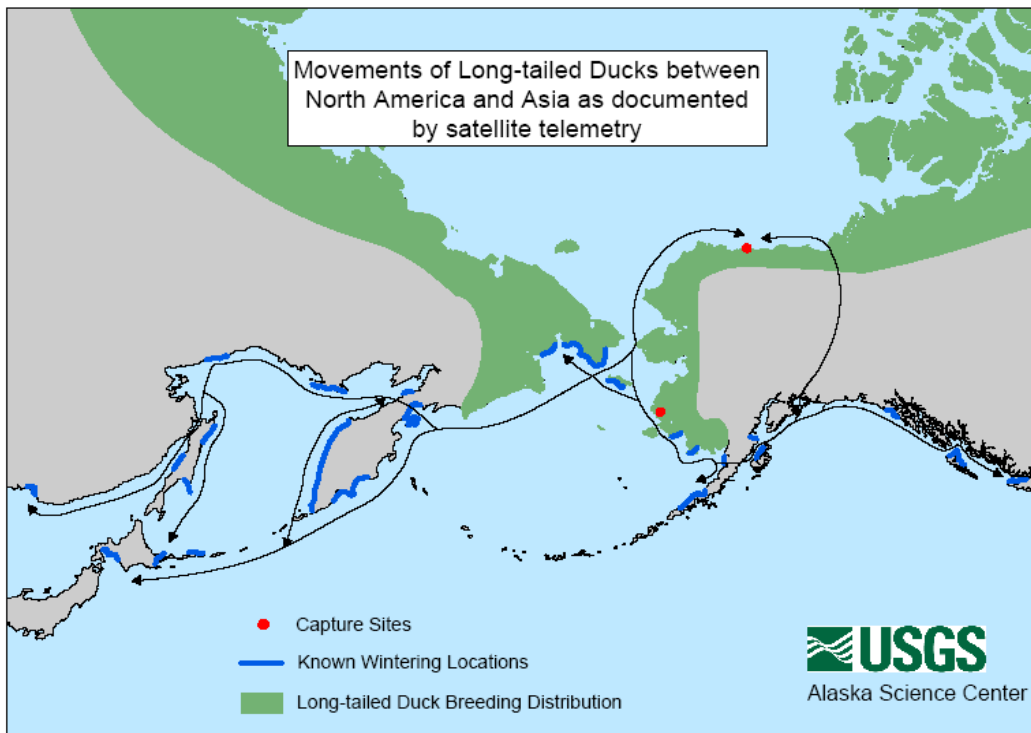 Movements of Long-tailed Ducks between
North America and Asia as documented
by satellite telemetry
Capture Sites
Known Wintering Locations
Long-tailed Duck Breeding Distribution
USGS
Alaska Science Center